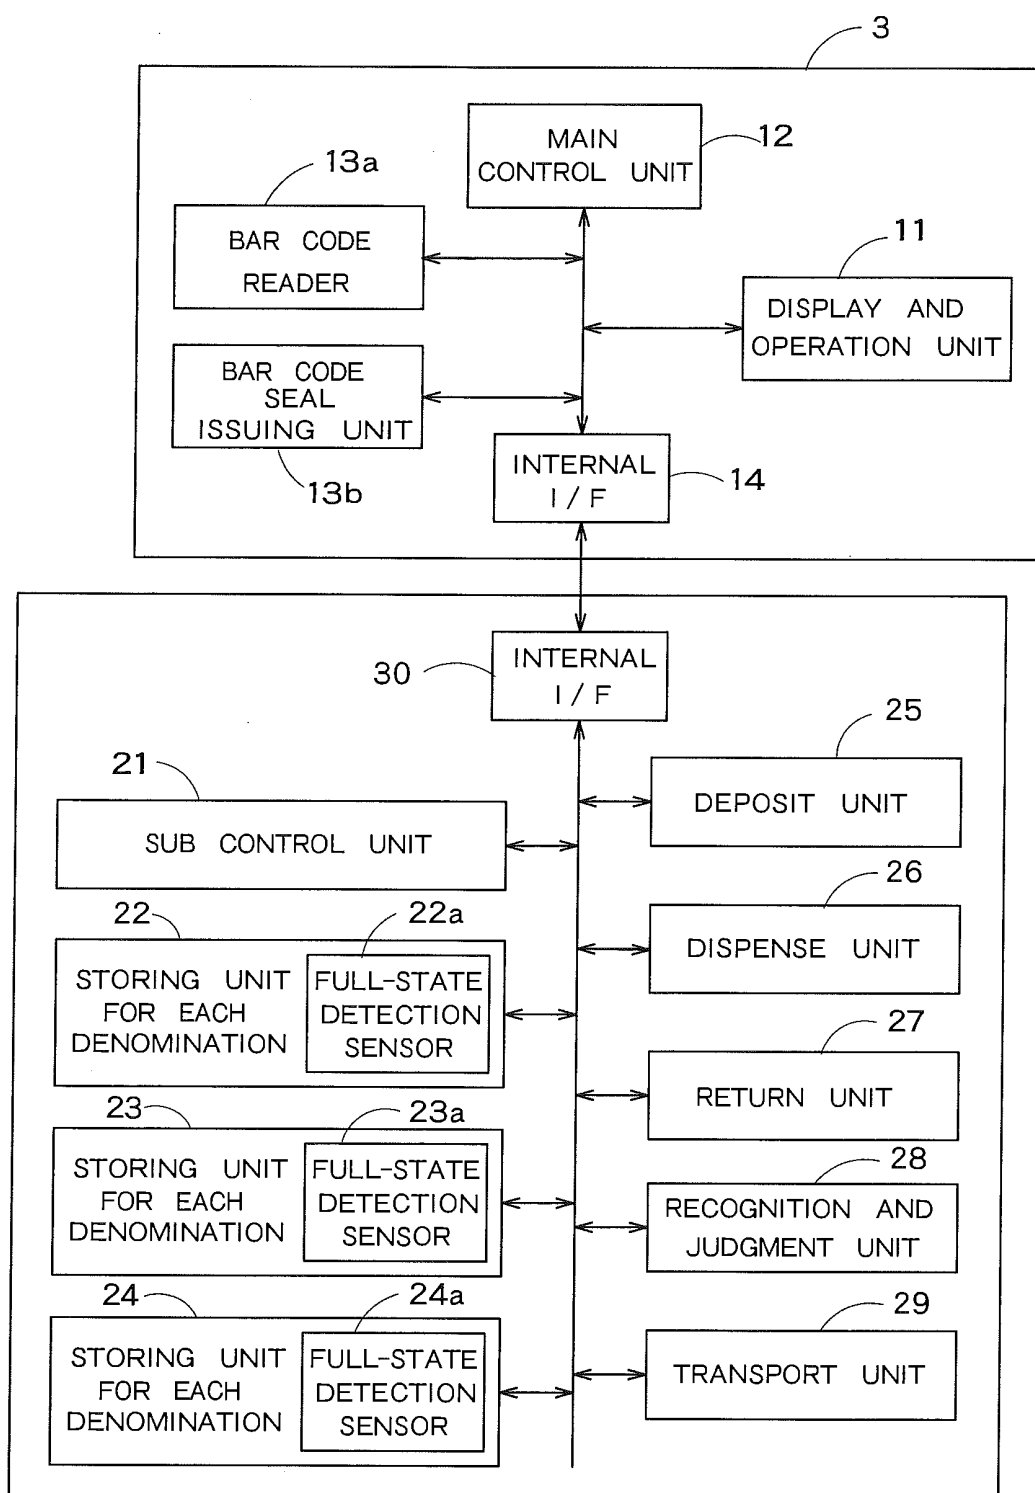 3
MAIN
CONTROL UNIT
12
13a
BAR CODE
READER
11
DISPLAY AND
OPERATION UNIT
BAR CODE
SEAL
ISSUING UNIT
13b
INTERNAL
I/F
14
30
INTERNAL
I/F
21
SUB CONTROL UNIT
25
DEPOSIT UNIT
22
STORING UNIT
FOR EACH
DENOMINATION
22a
FULL-STATE
DETECTION
SENSOR
26
DISPENSE UNIT
27
RETURN UNIT
23
STORING UNIT
FOR EACH
DENOMINATION
23a
FULL-STATE
DETECTION
SENSOR
28
RECOGNITION AND
JUDGMENT UNIT
24
STORING UNIT
FOR EACH
DENOMINATION
24a
FULL-STATE
DETECTION
SENSOR
29
TRANSPORT UNIT